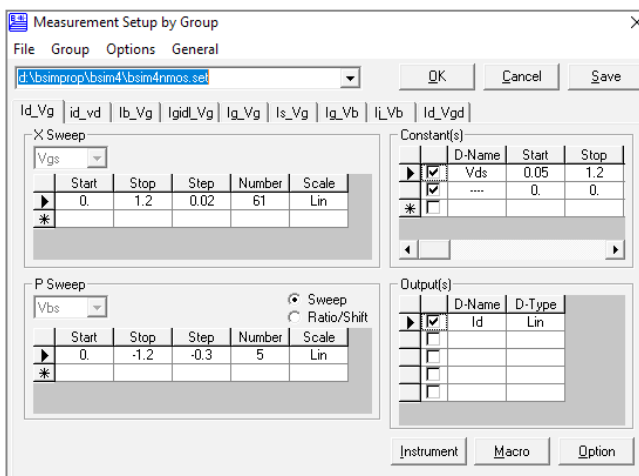 Measurement Setup by Group
File Group Options General
d:\bsimprop\bsim4\bsim4nmos.set
OK Cancel Save
Id_Vg id_vd Ib_Vg Igidl_Vg Ig_Vg Is_Vg Ig_Vb Ij_Vb Id_Vgd
X Sweep
Vgs
Start Stop Step Number Scale
0. 1.2 0.02 61 Lin
Constant(s)
D-Name Start Stop
Vds 0.05 1.2
---- 0. 0.
P Sweep
Vbs
Sweep
Ratio/Shift
Start Stop Step Number Scale
0. -1.2 -0.3 5 Lin
Output(s)
D-Name D-Type
Id Lin
Instrument Macro Option